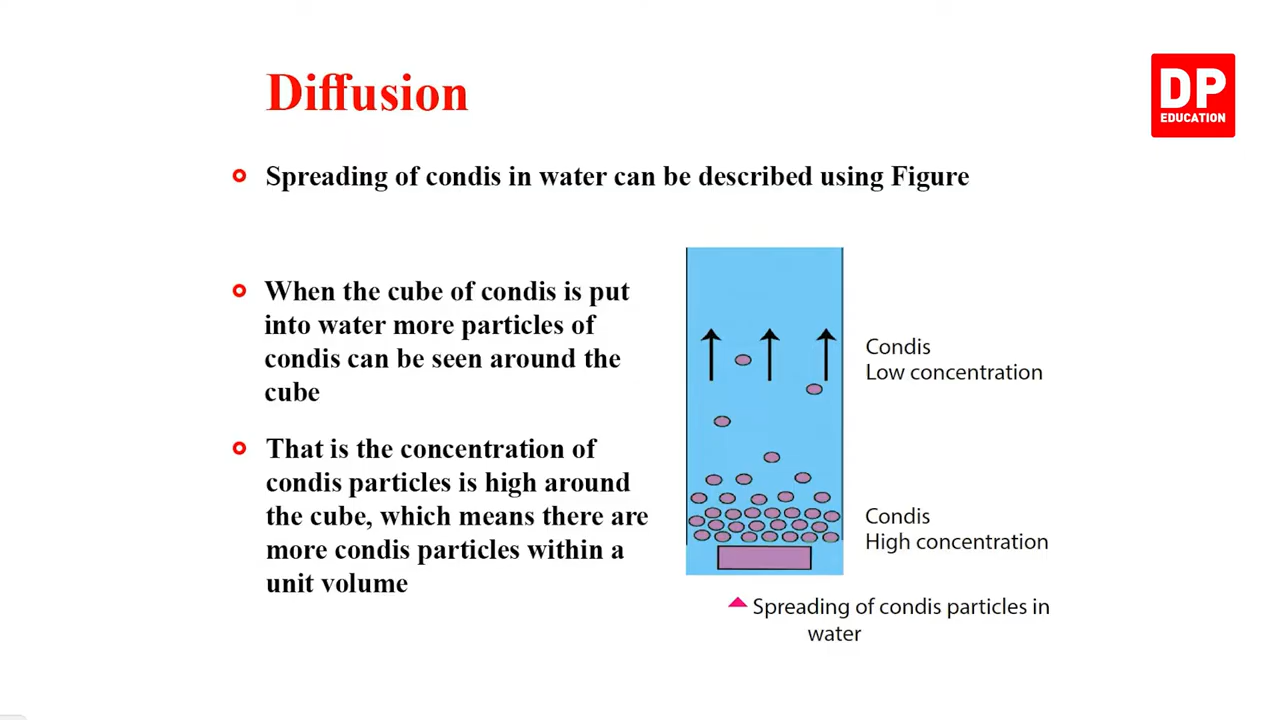 Diffusion
DP
EDUCATION
Spreading of condis in water can be described using Figure
When the cube of condis is put
into water more particles of
condis can be seen around the
cube
That is the concentration of
condis particles is high around
the cube, which means there are
more condis particles within a
unit volume
Condis
Low concentration
Condis
High concentration
Spreading of condis particles in
water